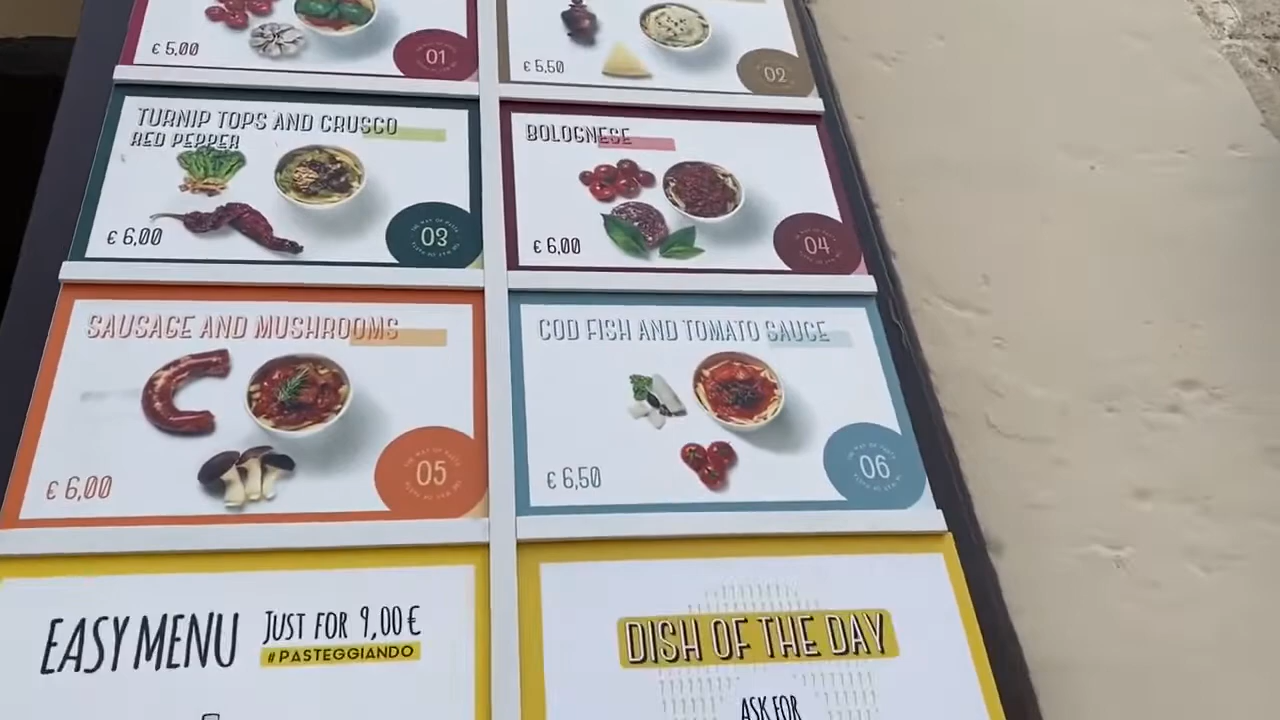 € 5,00
01
€ 5,50
02
TURNIP TOPS AND CRUSCO
RED PEPPER
€ 6,00
03
BOLOGNESE
€ 6,00
04
SAUSAGE AND MUSHROOMS
€ 6,00
05
COD FISH AND TOMATO SAUCE
€ 6,50
06
EASY MENU
JUST FOR 9,00€
#PASTEGGIANDO
DISH OF THE DAY
ASK FOR